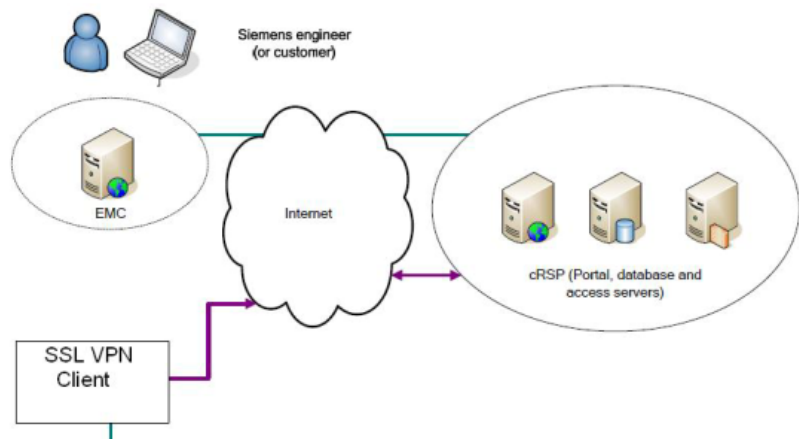 Siemens engineer
(or customer)
EMC
Internet
cRSP (Portal, database and
access servers)
SSL VPN
Client